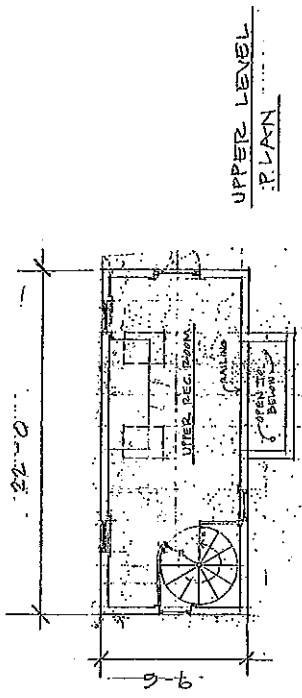 22-0
9-6
UPPER REC. ROOM
RAILING
OPEN TO
BELOW
UPPER LEVEL
PLAN